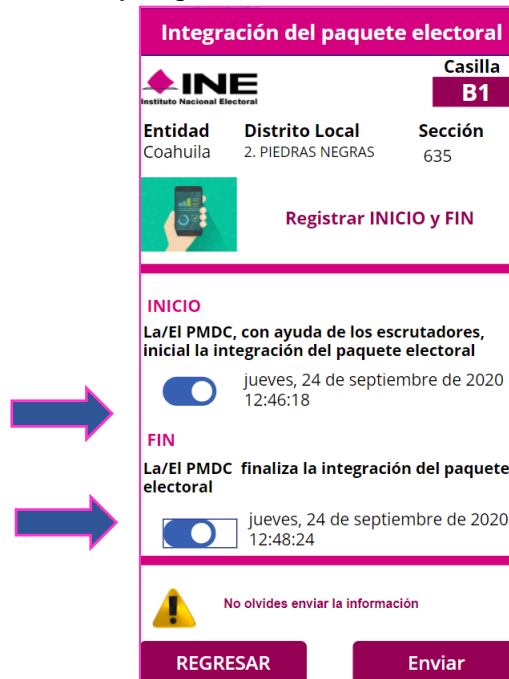 Integración del paquete electoral
Casilla
INE
Instituto Nacional Electoral
B1
Entidad Distrito Local Sección
Coahuila 2. PIEDRAS NEGRAS 635
Registrar INICIO y FIN
INICIO
La/El PMDC, con ayuda de los escrutadores,
inicial la integración del paquete electoral
jueves, 24 de septiembre de 2020
12:46:18
FIN
La/El PMDC finaliza la integración del paquete
electoral
jueves, 24 de septiembre de 2020
12:48:24
No olvides enviar la información
REGRESAR Enviar